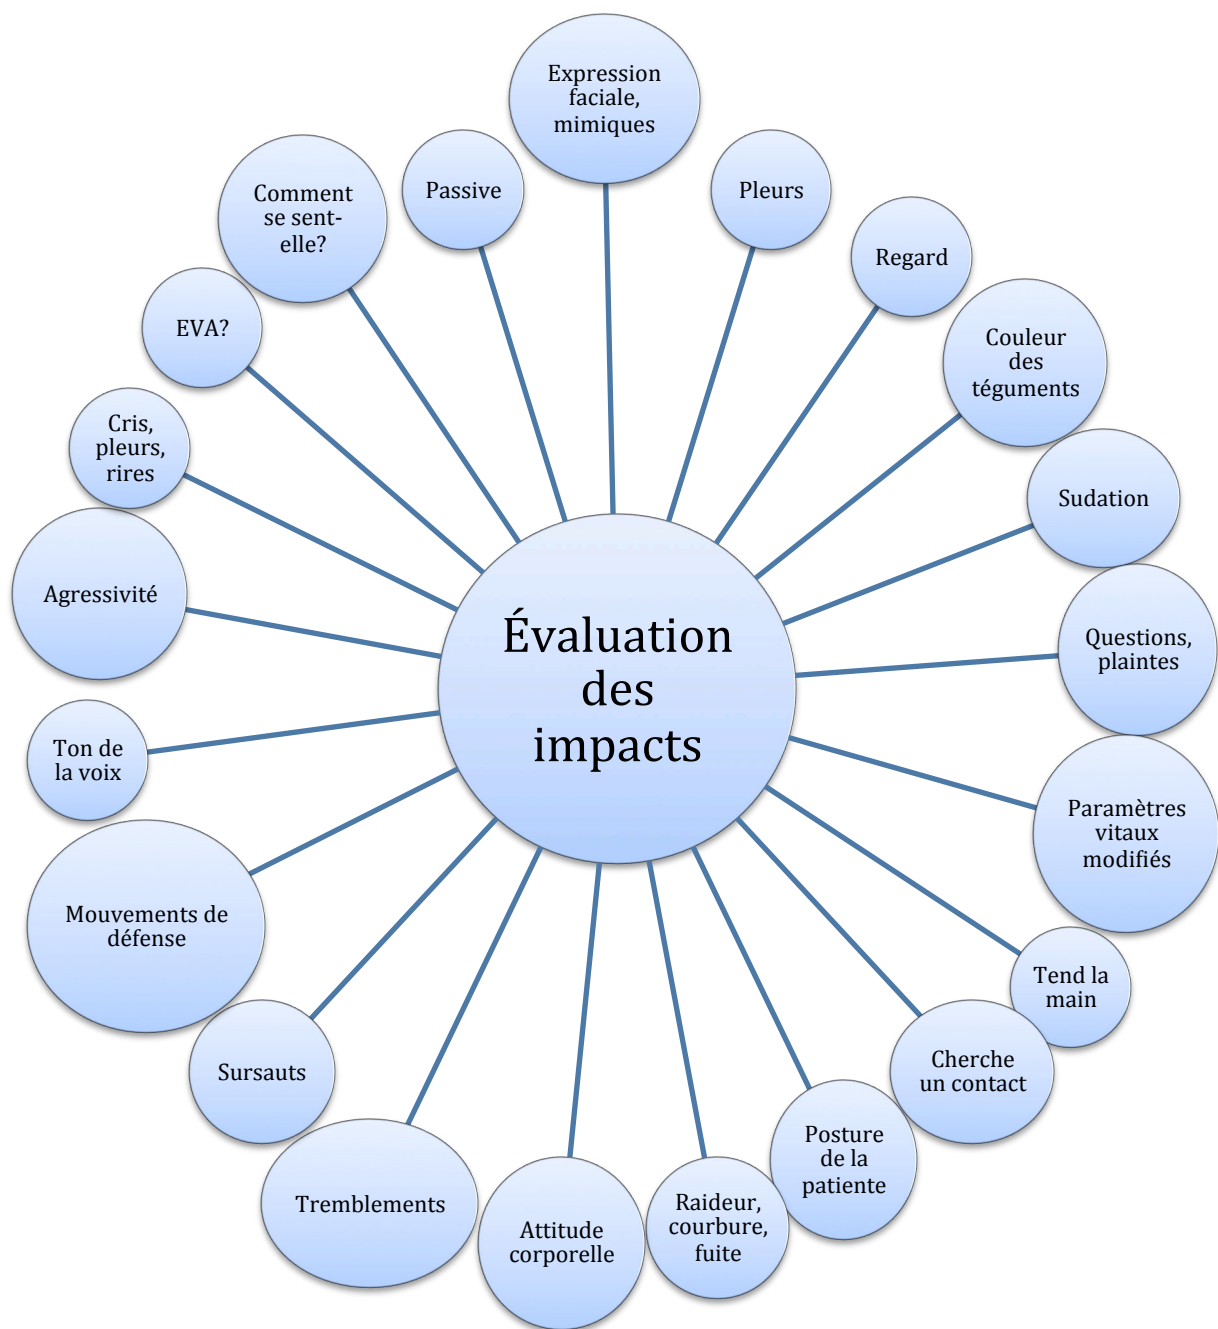 Expression
faciale,
mimiques
Pleurs
Regard
Couleur
des
téguments
Sudation
Questions,
plaintes
Paramètres
vitaux
modifiés
Tend la
main
Cherche
un contact
Posture
de la
patiente
Raideur,
courbure,
fuite
Attitude
corporelle
Tremblements
Sursauts
Mouvements de
défense
Ton de
la voix
Agressivité
Cris,
pleurs,
rires
EVA?
Comment
se sent-
elle?
Passive
Évaluation
des
impacts